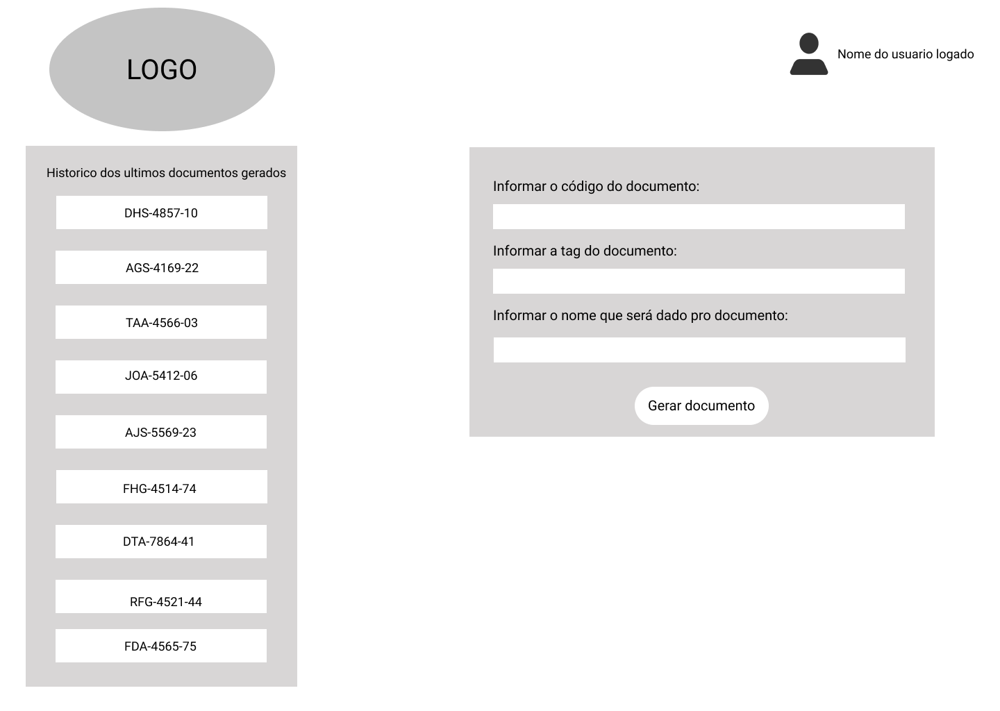 LOGO
Nome do usuario logado
Historico dos ultimos documentos gerados
DHS-4857-10
AGS-4169-22
TAA-4566-03
JOA-5412-06
AJS-5569-23
FHG-4514-74
DTA-7864-41
RFG-4521-44
FDA-4565-75
Informar o código do documento:
Informar a tag do documento:
Informar o nome que será dado pro documento:
Gerar documento